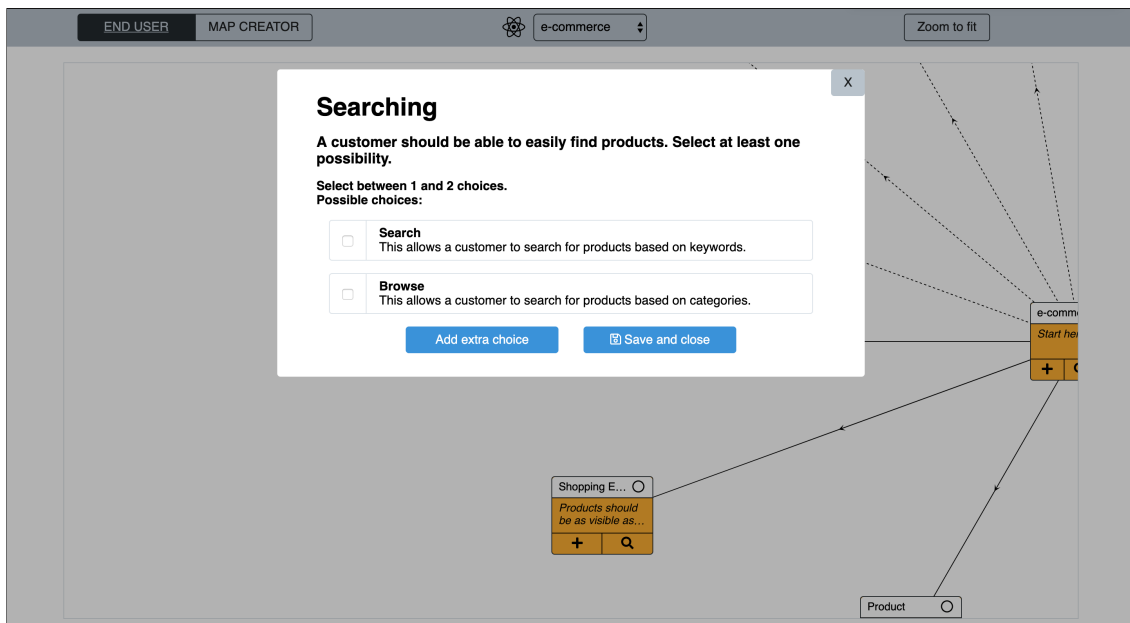 END USER
MAP CREATOR
e-commerce
Zoom to fit
X
Searching
A customer should be able to easily find products. Select at least one
possibility.
Select between 1 and 2 choices.
Possible choices:
Search
This allows a customer to search for products based on keywords.
Browse
This allows a customer to search for products based on categories.
Add extra choice
Save and close
e-comm
Start her
Shopping E...
Products should
be as visible as...
Product